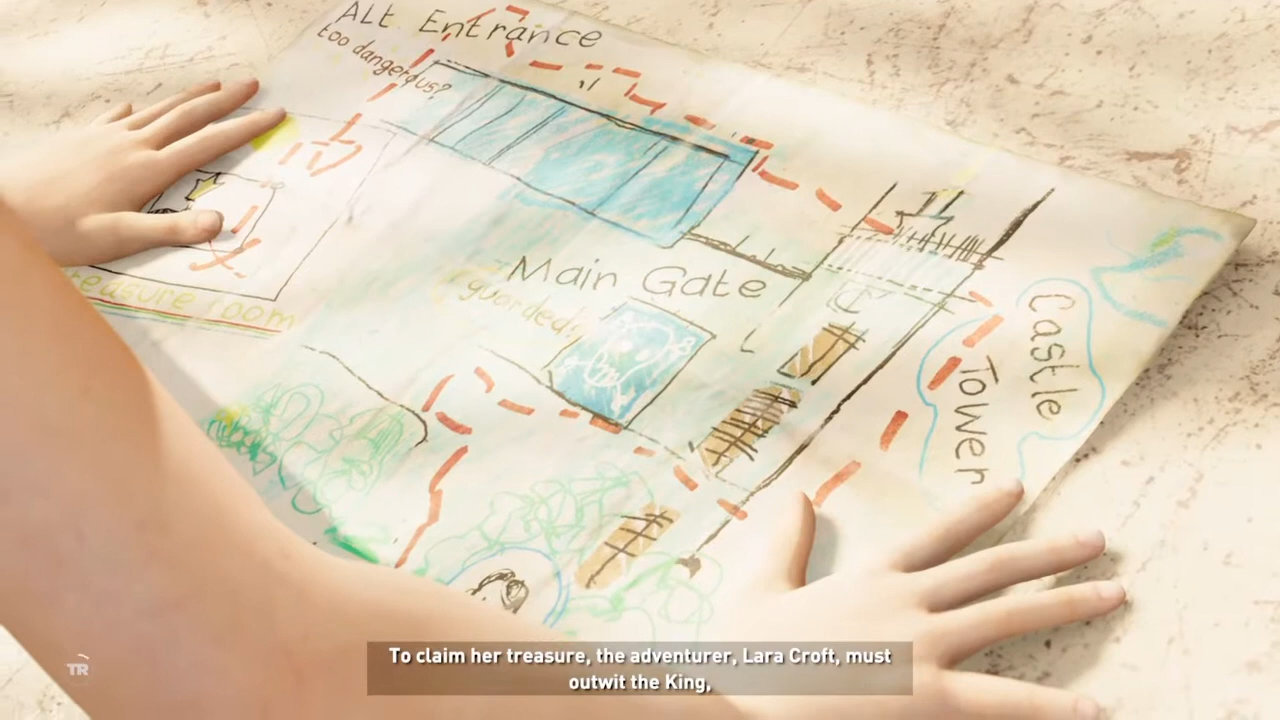 ALt. Entrance
too dangerous?
Main Gate
(guarded!)
treasure room
Castle
Tower
TR
To claim her treasure, the adventurer, Lara Croft, must
outwit the King,